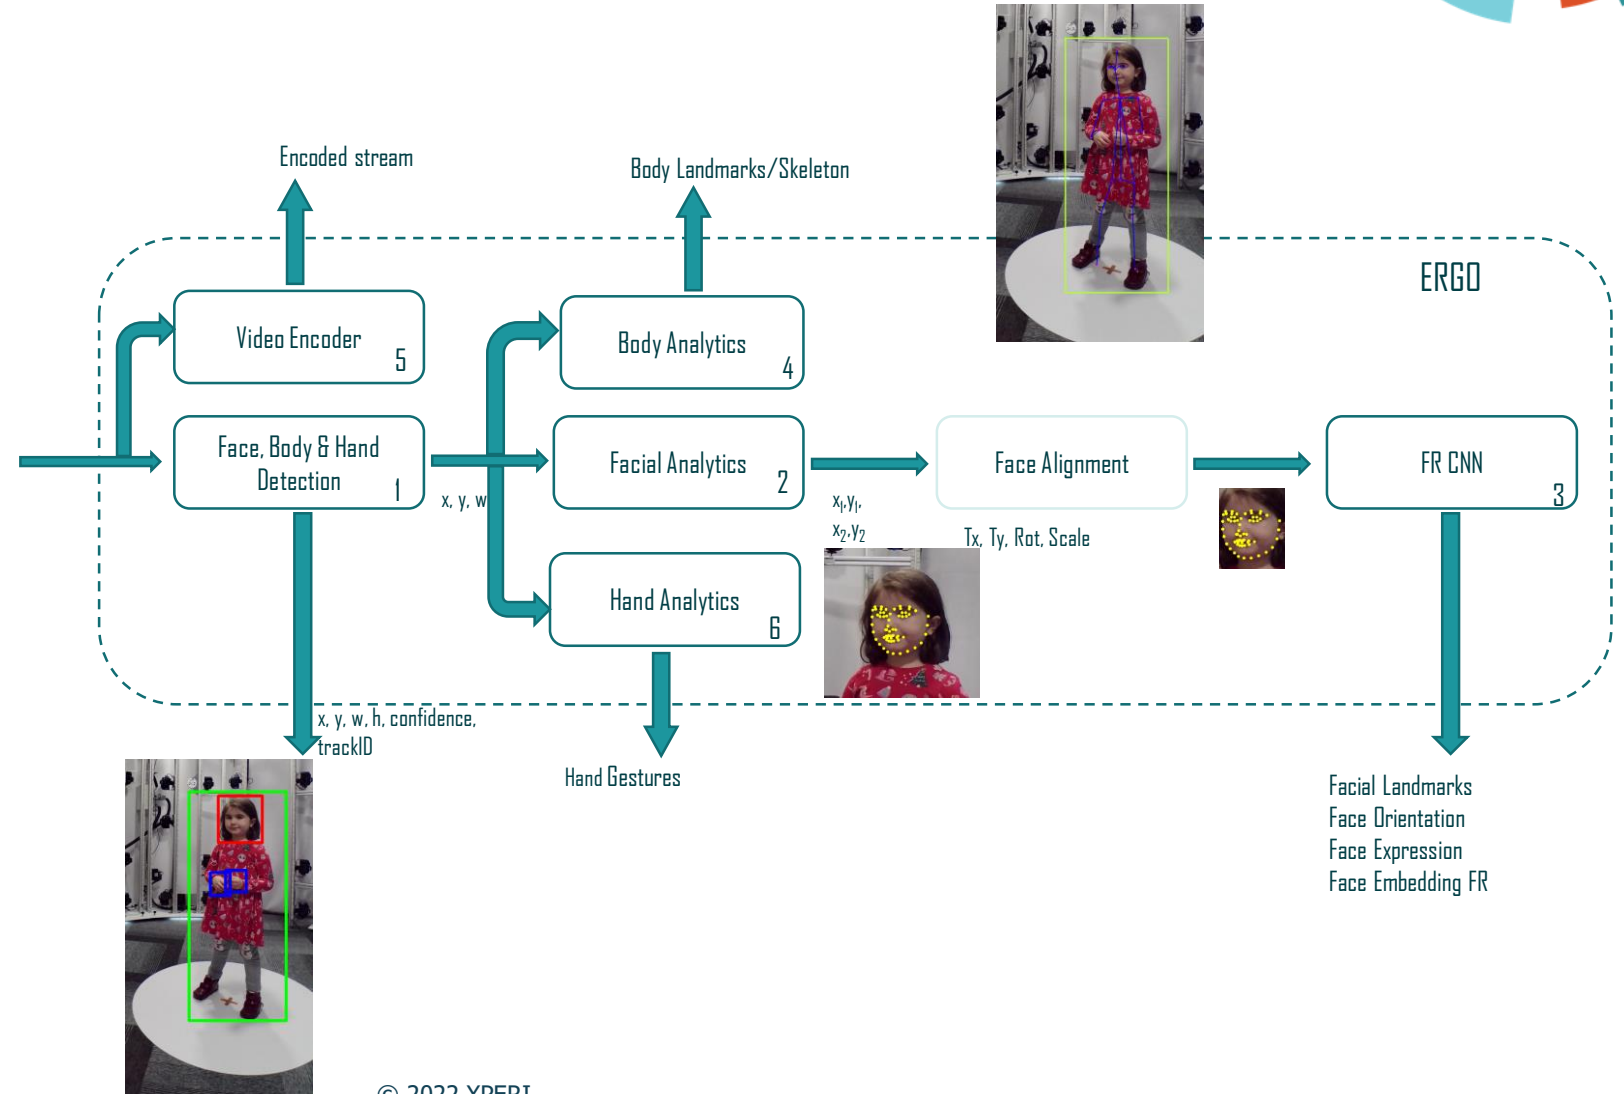 Encoded stream
Body Landmarks/Skeleton
ERGO
Video Encoder
5
Body Analytics
4
Face, Body & Hand
Detection
1
x, y, w
Facial Analytics
2
x₁,y₁,
x₂,y₂
Face Alignment
Tx, Ty, Rot, Scale
FR CNN
3
Hand Analytics
6
x, y, w, h, confidence,
trackID
Hand Gestures
Facial Landmarks
Face Orientation
Face Expression
Face Embedding FR
© 2022 XPERI